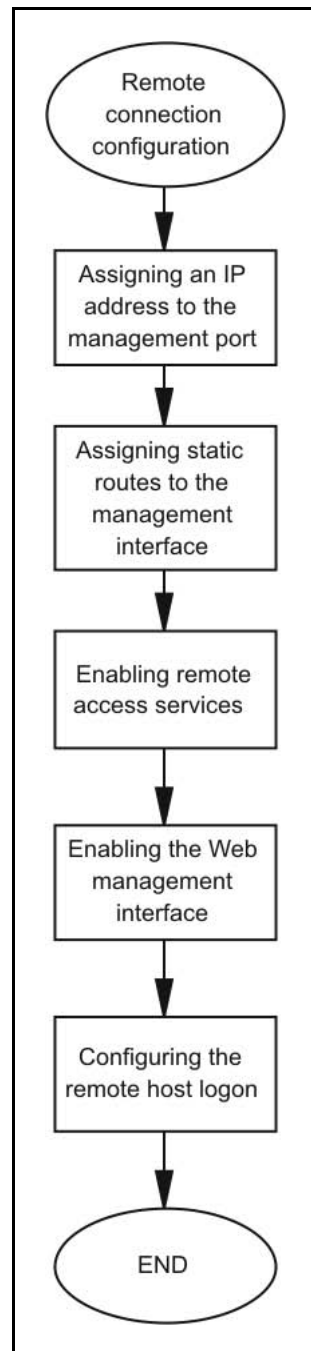 Remote
connection
configuration
Assigning an IP
address to the
management port
Assigning static
routes to the
management
interface
Enabling remote
access services
Enabling the Web
management
interface
Configuring the
remote host logon
END